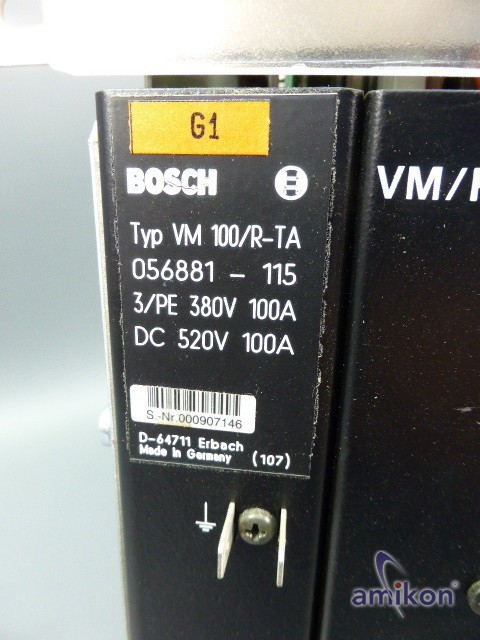 G1
BOSCH
Typ VM 100/R-TA
056881 - 115
3/PE 380V 100A
DC 520V 100A
S.-Nr.000907146
D-64711 Erbach
Made in Germany (107)
VM/
amikon